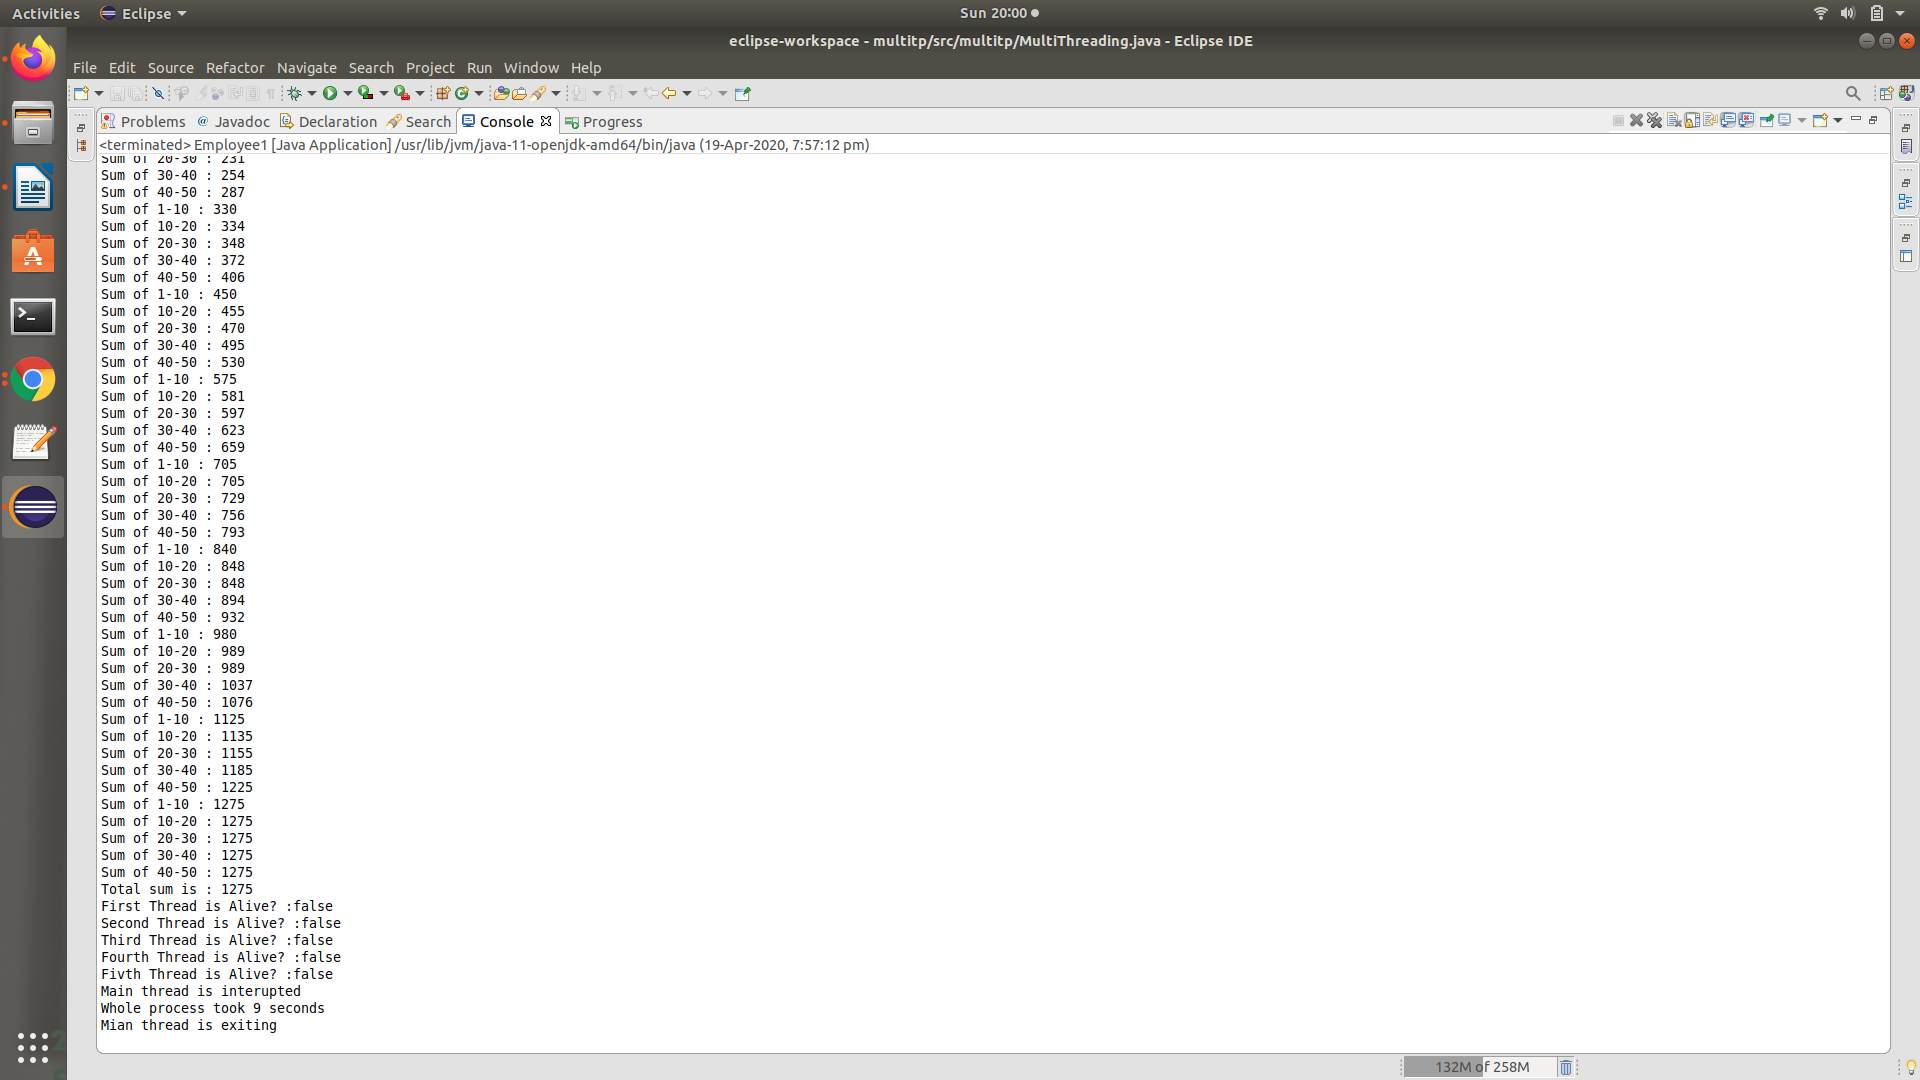 Activities Eclipse Sun 20:00
eclipse-workspace - multitp/src/multitp/MultiThreading.java - Eclipse IDE
File Edit Source Refactor Navigate Search Project Run Window Help
Problems Javadoc Declaration Search Console Progress
<terminated> Employee1 [Java Application] /usr/lib/jvm/java-11-openjdk-amd64/bin/java (19-Apr-2020, 7:57:12 pm)
Sum of 20-30 : 231
Sum of 30-40 : 254
Sum of 40-50 : 287
Sum of 1-10 : 330
Sum of 10-20 : 334
Sum of 20-30 : 348
Sum of 30-40 : 372
Sum of 40-50 : 406
Sum of 1-10 : 450
Sum of 10-20 : 455
Sum of 20-30 : 470
Sum of 30-40 : 495
Sum of 40-50 : 530
Sum of 1-10 : 575
Sum of 10-20 : 581
Sum of 20-30 : 597
Sum of 30-40 : 623
Sum of 40-50 : 659
Sum of 1-10 : 705
Sum of 10-20 : 705
Sum of 20-30 : 729
Sum of 30-40 : 756
Sum of 40-50 : 793
Sum of 1-10 : 840
Sum of 10-20 : 848
Sum of 20-30 : 848
Sum of 30-40 : 894
Sum of 40-50 : 932
Sum of 1-10 : 980
Sum of 10-20 : 989
Sum of 20-30 : 989
Sum of 30-40 : 1037
Sum of 40-50 : 1076
Sum of 1-10 : 1125
Sum of 10-20 : 1135
Sum of 20-30 : 1155
Sum of 30-40 : 1185
Sum of 40-50 : 1225
Sum of 1-10 : 1275
Sum of 10-20 : 1275
Sum of 20-30 : 1275
Sum of 30-40 : 1275
Sum of 40-50 : 1275
Total sum is : 1275
First Thread is Alive? :false
Second Thread is Alive? :false
Third Thread is Alive? :false
Fourth Thread is Alive? :false
Fivth Thread is Alive? :false
Main thread is interupted
Whole process took 9 seconds
Mian thread is exiting
132M of 258M